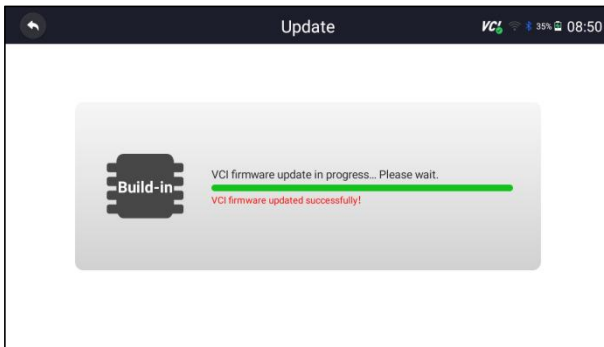 Update
VCI 35% 08:50
VCI firmware update in progress... Please wait.
Build-in
VCI firmware updated successfully!